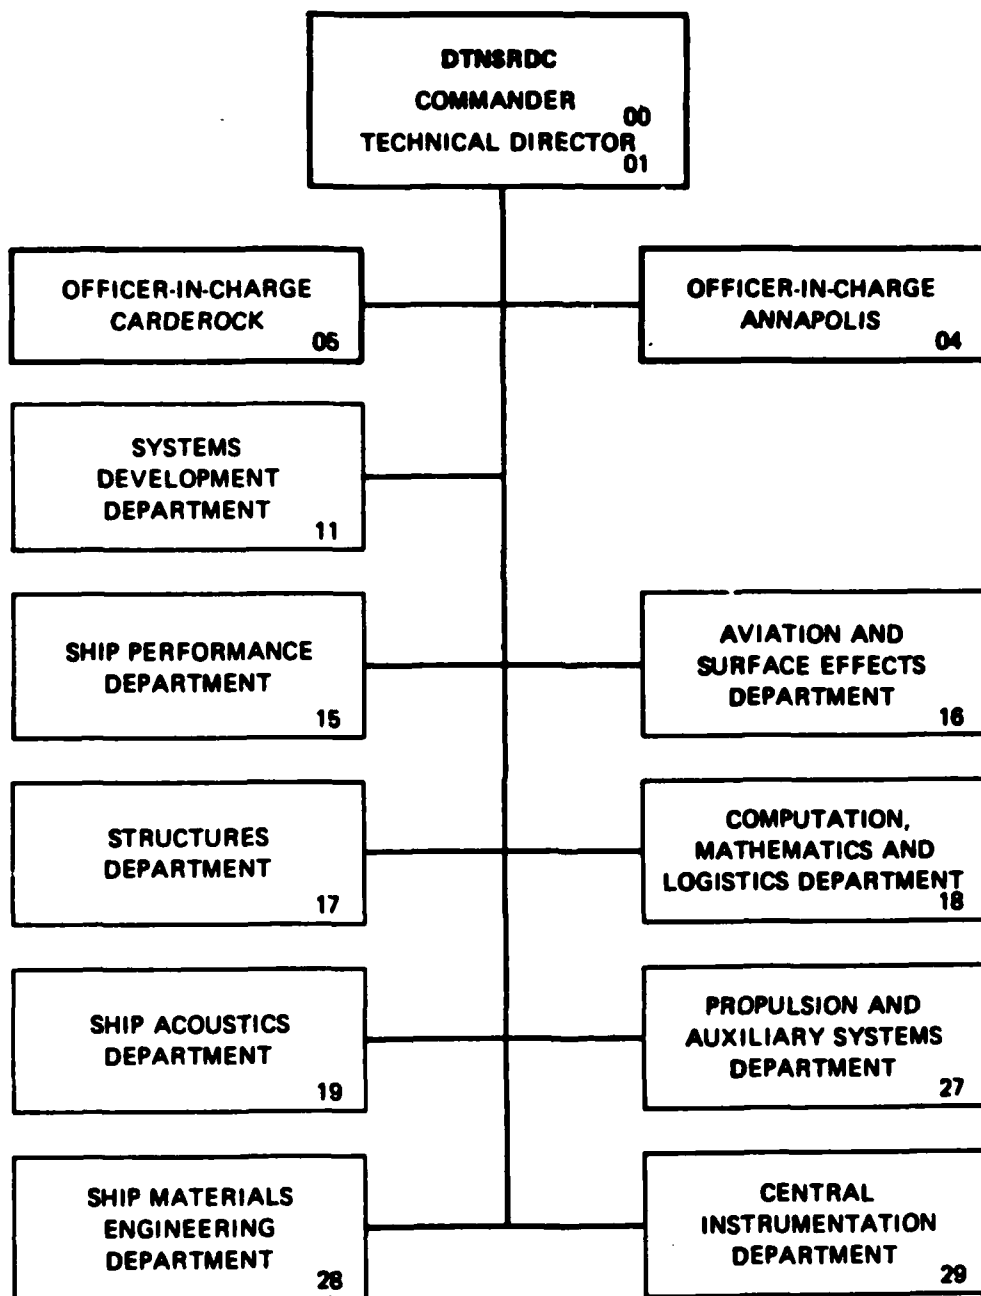 DTNSRDC
COMMANDER
00
TECHNICAL DIRECTOR
01
OFFICER-IN-CHARGE
CARDEROCK
05
OFFICER-IN-CHARGE
ANNAPOLIS
04
SYSTEMS
DEVELOPMENT
DEPARTMENT
11
SHIP PERFORMANCE
DEPARTMENT
15
AVIATION AND
SURFACE EFFECTS
DEPARTMENT
16
STRUCTURES
DEPARTMENT
17
COMPUTATION,
MATHEMATICS AND
LOGISTICS DEPARTMENT
18
SHIP ACOUSTICS
DEPARTMENT
19
PROPULSION AND
AUXILIARY SYSTEMS
DEPARTMENT
27
SHIP MATERIALS
ENGINEERING
DEPARTMENT
28
CENTRAL
INSTRUMENTATION
DEPARTMENT
29